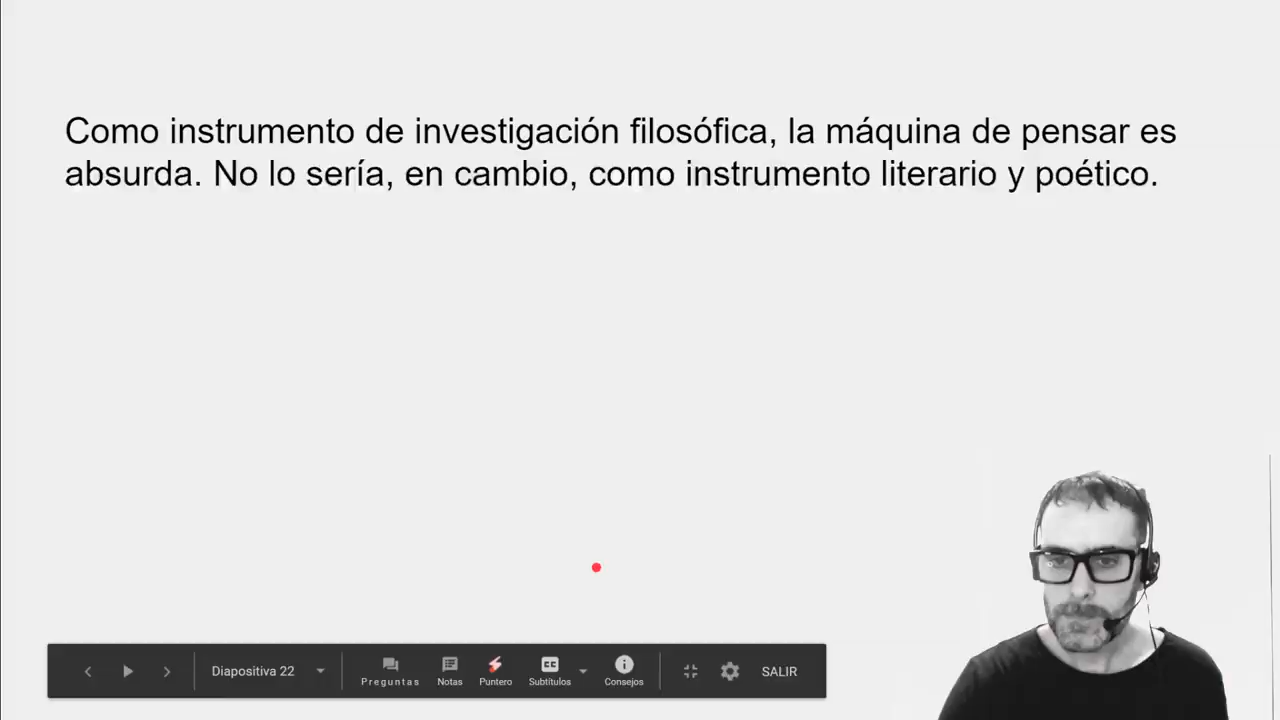 Como instrumento de investigación filosófica, la máquina de pensar es
absurda. No lo sería, en cambio, como instrumento literario y poético.
Diapositiva 22
Preguntas
Notas
Puntero
Subtítulos
Consejos
SALIR